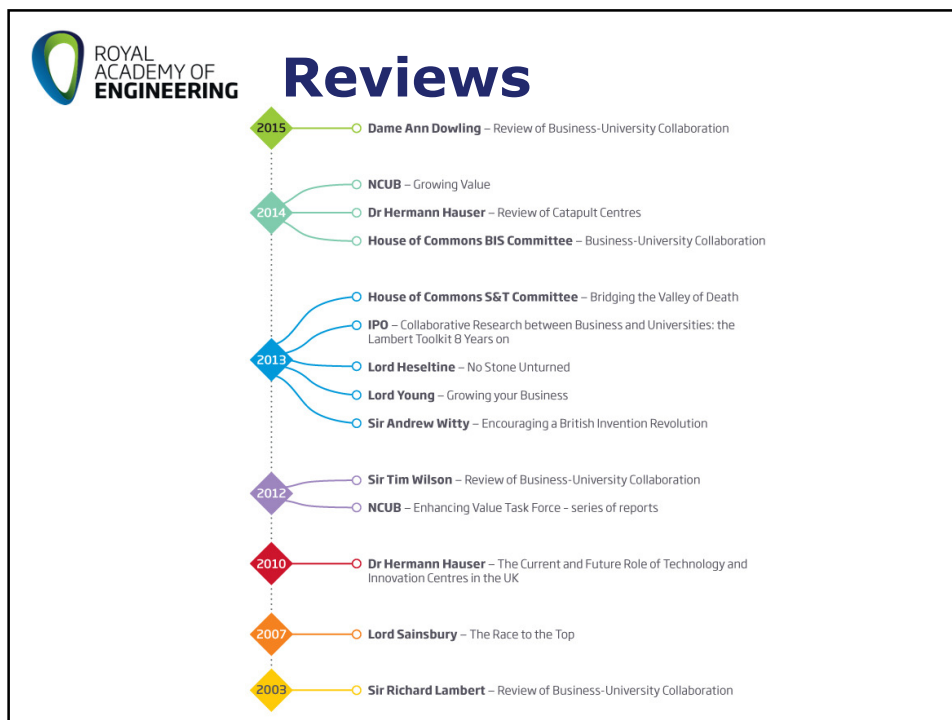 ROYAL
ACADEMY OF
ENGINEERING
Reviews
2015
Dame Ann Dowling – Review of Business-University Collaboration
NCUB – Growing Value
2014
Dr Hermann Hauser – Review of Catapult Centres
House of Commons BIS Committee – Business-University Collaboration
House of Commons S&T Committee – Bridging the Valley of Death
IPO – Collaborative Research between Business and Universities: the
Lambert Toolkit 8 Years on
2013
Lord Heseltine – No Stone Unturned
Lord Young – Growing your Business
Sir Andrew Witty – Encouraging a British Invention Revolution
Sir Tim Wilson – Review of Business-University Collaboration
2012
NCUB – Enhancing Value Task Force – series of reports
2010
Dr Hermann Hauser – The Current and Future Role of Technology and
Innovation Centres in the UK
2007
Lord Sainsbury – The Race to the Top
2003
Sir Richard Lambert – Review of Business-University Collaboration